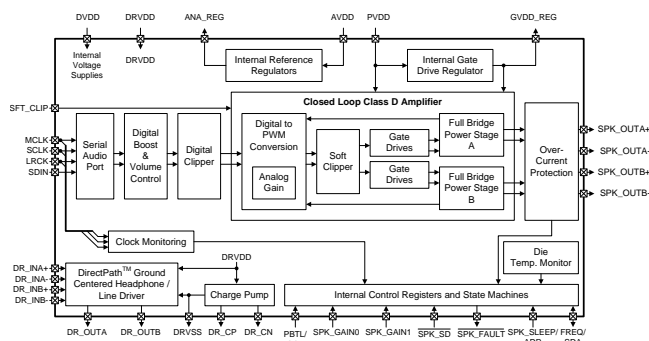 DVDD
DRVDD
ANA_REG
AVDD
PVDD
GVDD_REG
Internal
Voltage
Supplies
DRVDD
Internal Reference
Regulators
Internal Gate
Drive Regulator
SFT_CLIP
Closed Loop Class D Amplifier
MCLK
SCLK
LRCK
SDIN
Serial
Audio
Port
Digital
Boost
&
Volume
Control
Digital
Clipper
Digital to
PWM
Conversion
Analog
Gain
Soft
Clipper
Gate
Drives
Gate
Drives
Full Bridge
Power Stage
A
Full Bridge
Power Stage
B
Over-
Current
Protection
SPK_OUTA+
SPK_OUTA-
SPK_OUTB+
SPK_OUTB-
Clock Monitoring
Die
Temp. Monitor
DR_INA+
DR_INA-
DR_INB+
DR_INB-
DirectPath™ Ground
Centered Headphone /
Line Driver
DRVDD
Charge Pump
Internal Control Registers and State Machines
DR_OUTA
DR_OUTB
DRVSS
DR_CP
DR_CN
PBTL/
SPK_GAIN0
SPK_GAIN1
SPK_SD
SPK_FAULT
SPK_SLEEP/
FREQ/